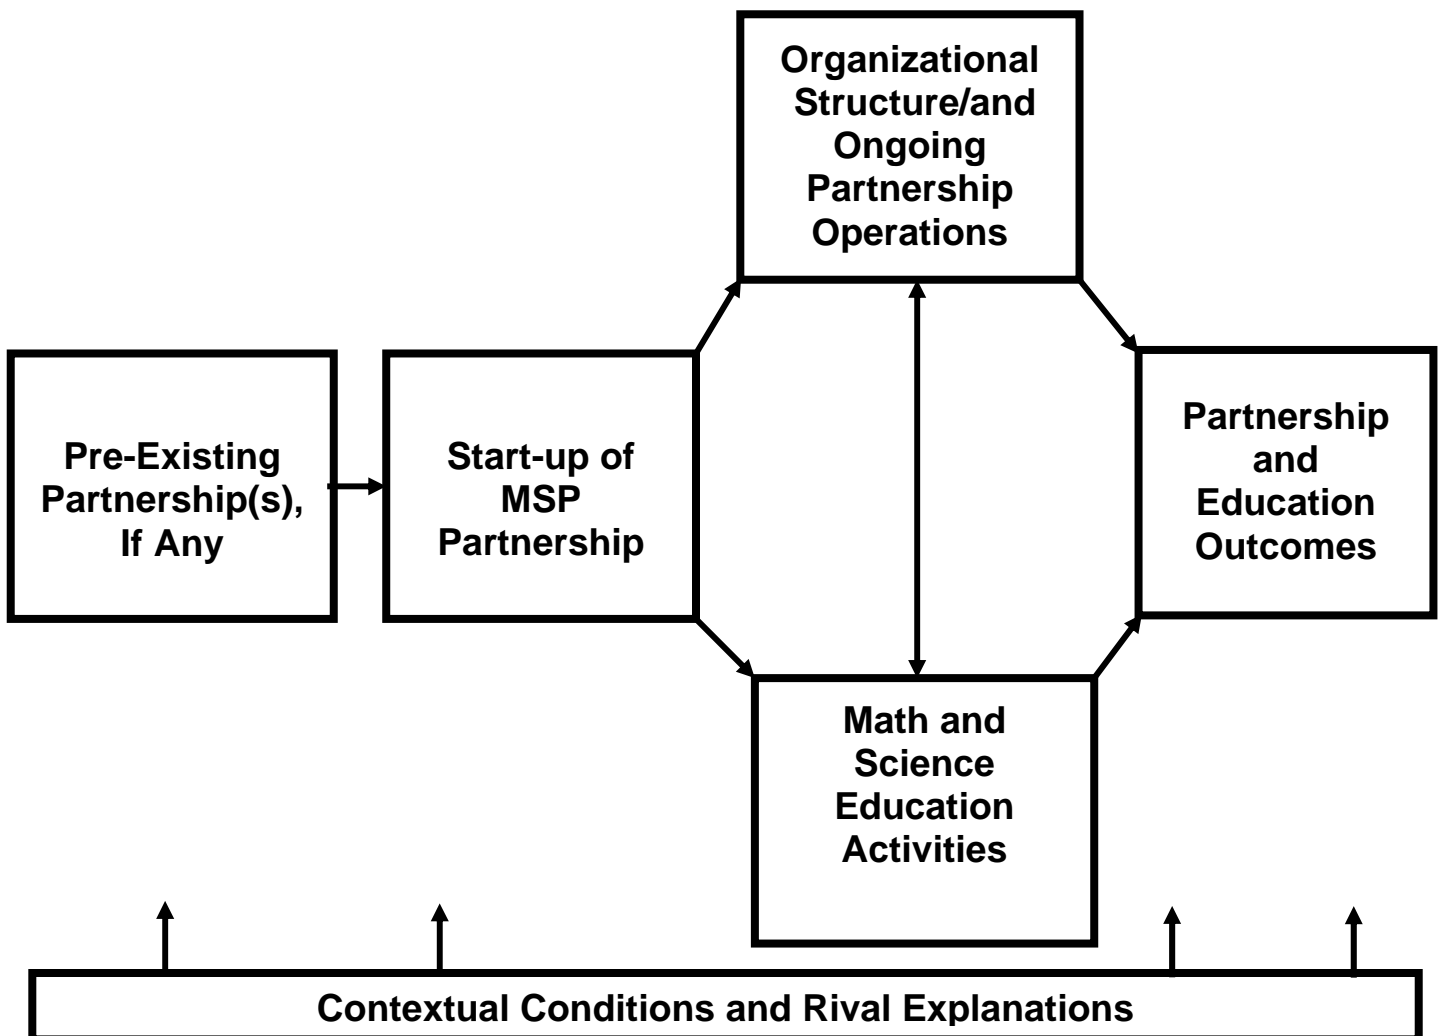 Organizational
Structure/and
Ongoing
Partnership
Operations
Pre-Existing
Partnership(s),
If Any
Start-up of
MSP
Partnership
Partnership
and
Education
Outcomes
Math and
Science
Education
Activities
Contextual Conditions and Rival Explanations